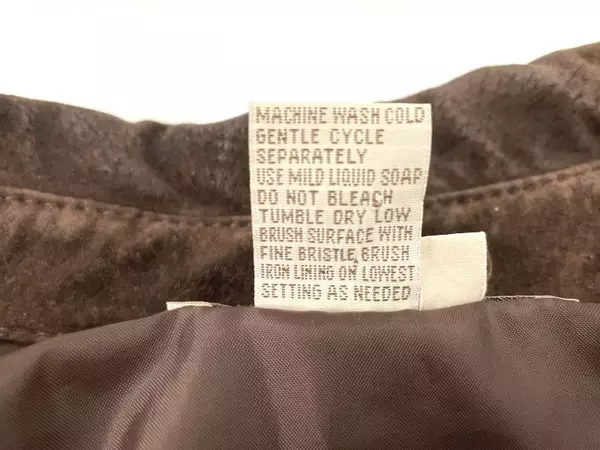 MACHINE WASH COLD
GENTLE CYCLE
SEPARATELY
USE MILD LIQUID SOAP
DO NOT BLEACH
TUMBLE DRY LOW
BRUSH SURFACE WITH
FINE BRISTLE BRUSH
IRON LINING ON LOWEST
SETTING AS NEEDED